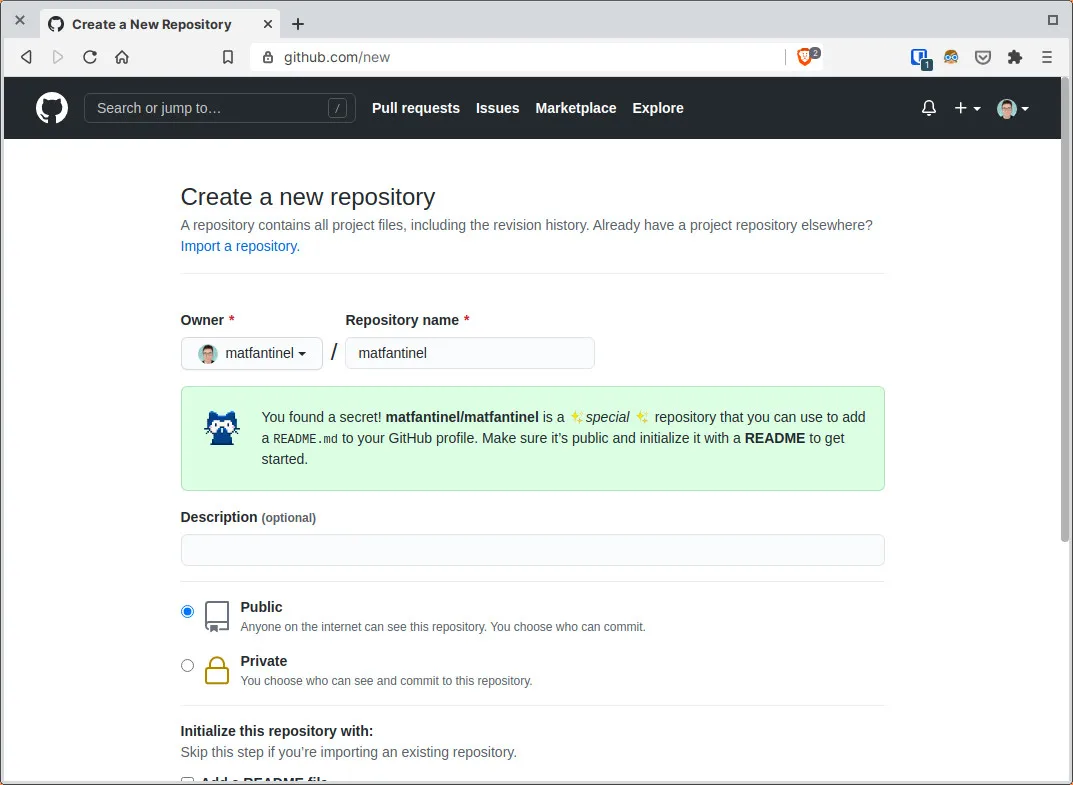 Create a New Repository
github.com/new
2
1
Search or jump to…
/
Pull requests
Issues
Marketplace
Explore
Create a new repository
A repository contains all project files, including the revision history. Already have a project repository elsewhere?
Import a repository.
Owner *
Repository name *
matfantinel
/
matfantinel
You found a secret! matfantinel/matfantinel is a ✨special ✨ repository that you can use to add
a README.md to your GitHub profile. Make sure it’s public and initialize it with a README to get
started.
Description (optional)
Public
Anyone on the internet can see this repository. You choose who can commit.
Private
You choose who can see and commit to this repository.
Initialize this repository with:
Skip this step if you’re importing an existing repository.
Add a README file